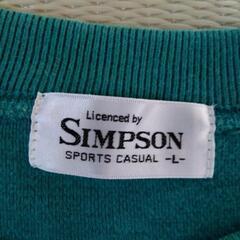 Licenced by
SIMPSON
SPORTS CASUAL -L-